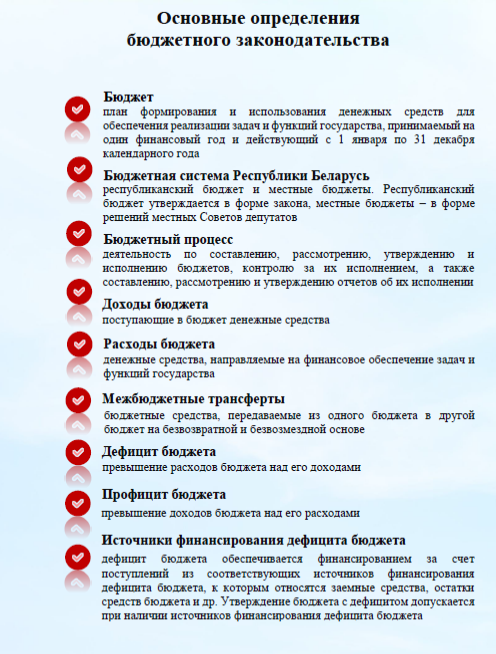 Основные определения
бюджетного законодательства
Бюджет
план формирования и использования денежных средств для
обеспечения реализации задач и функций государства, принимаемый на
один финансовый год и действующий с 1 января по 31 декабря
календарного года
Бюджетная система Республики Беларусь
республиканский бюджет и местные бюджеты. Республиканский
бюджет утверждается в форме закона, местные бюджеты – в форме
решений местных Советов депутатов
Бюджетный процесс
деятельность по составлению, рассмотрению, утверждению и
исполнению бюджетов, контролю за их исполнением, а также
составлению, рассмотрению и утверждению отчетов об их исполнении
Доходы бюджета
поступающие в бюджет денежные средства
Расходы бюджета
денежные средства, направляемые на финансовое обеспечение задач и
функций государства
Межбюджетные трансферты
бюджетные средства, передаваемые из одного бюджета в другой
бюджет на безвозвратной и безвозмездной основе
Дефицит бюджета
превышение расходов бюджета над его доходами
Профицит бюджета
превышение доходов бюджета над его расходами
Источники финансирования дефицита бюджета
дефицит бюджета обеспечивается финансированием за счет
поступлений из соответствующих источников финансирования
дефицита бюджета, к которым относятся заемные средства, остатки
средств бюджета и др. Утверждение бюджета с дефицитом допускается
при наличии источников финансирования дефицита бюджета